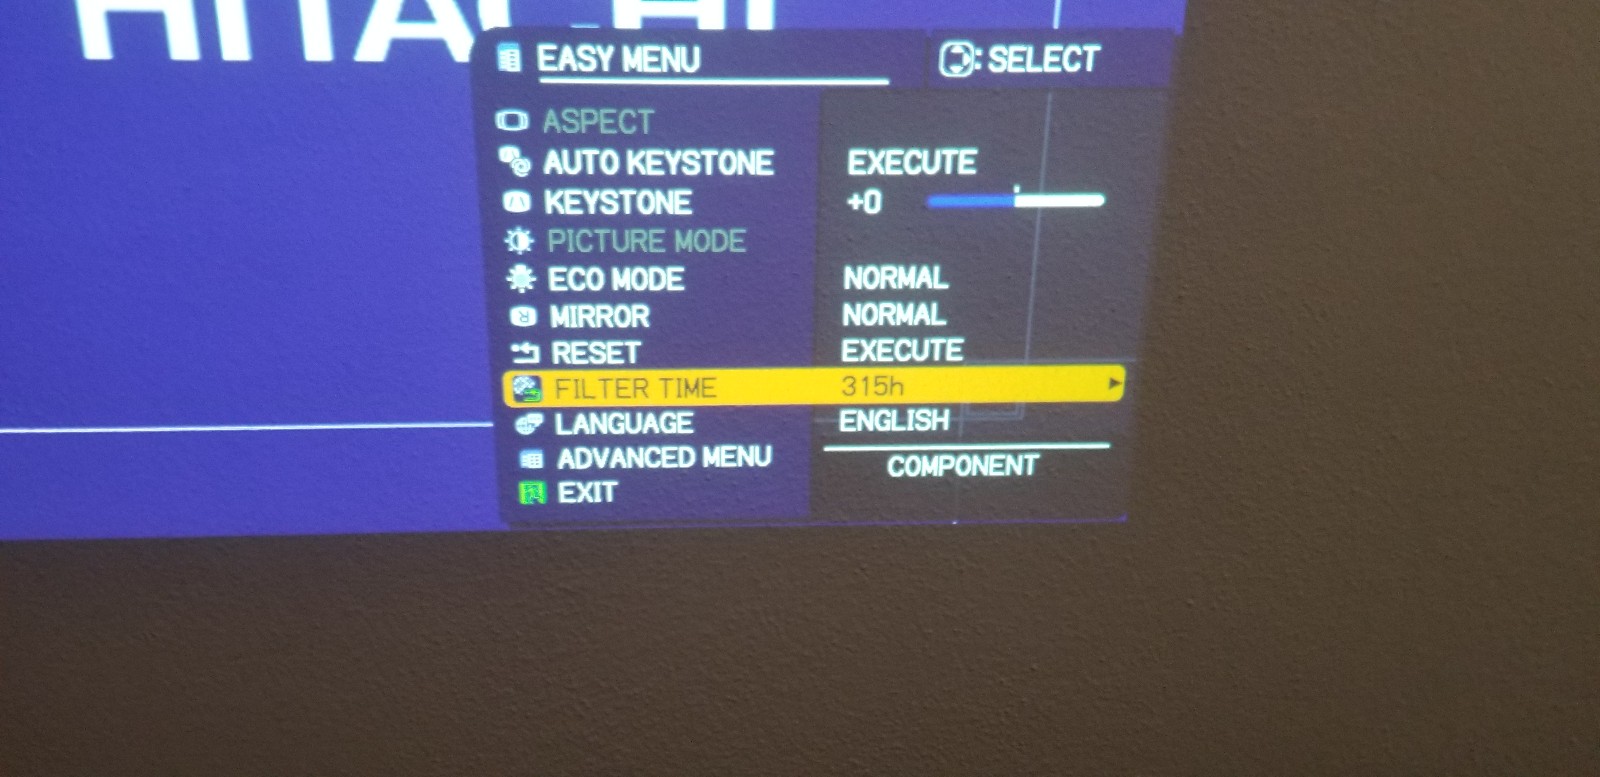 HITACHI
EASY MENU : SELECT
ASPECT
AUTO KEYSTONE EXECUTE
KEYSTONE +0
PICTURE MODE
ECO MODE NORMAL
MIRROR NORMAL
RESET EXECUTE
FILTER TIME 315h
LANGUAGE ENGLISH
ADVANCED MENU COMPONENT
EXIT